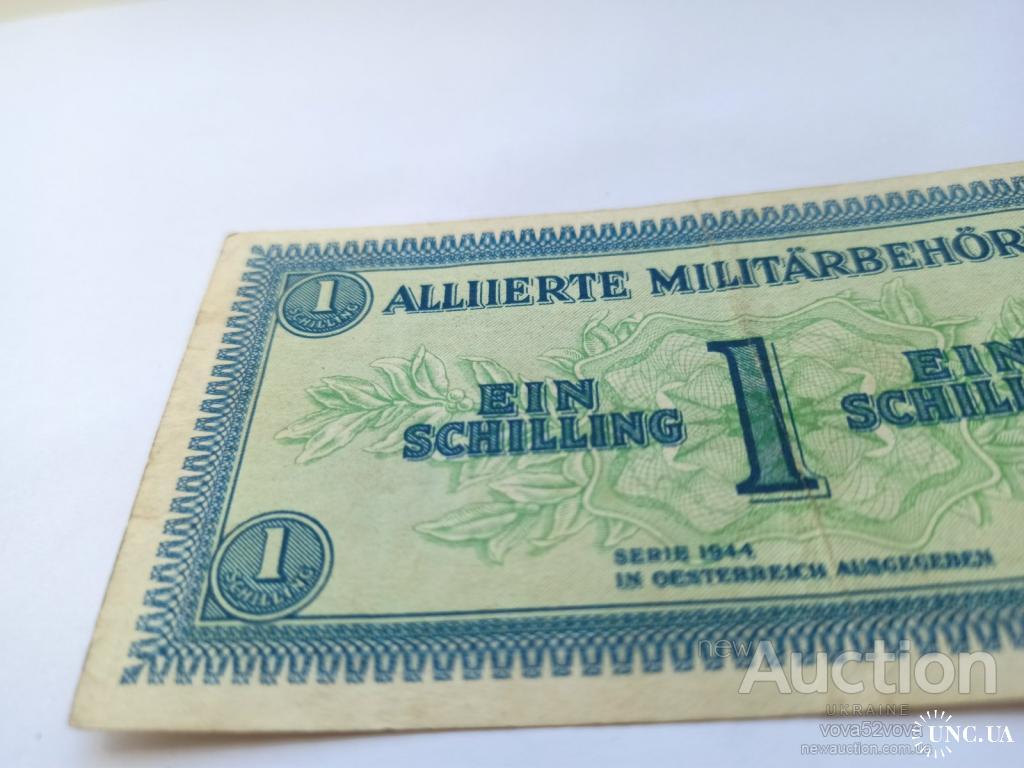 1
SCHILLING
ALLIIERTE MILITÄRBEHÖR
EIN
SCHILLING
1
EIN
SCHILLI
1
SCHILLING
SERIE 1944
IN OESTERREICH AUSGEGEBEN
new Auction
UKRAINE
vova52vova
newauction.com.ua
UNC.UA